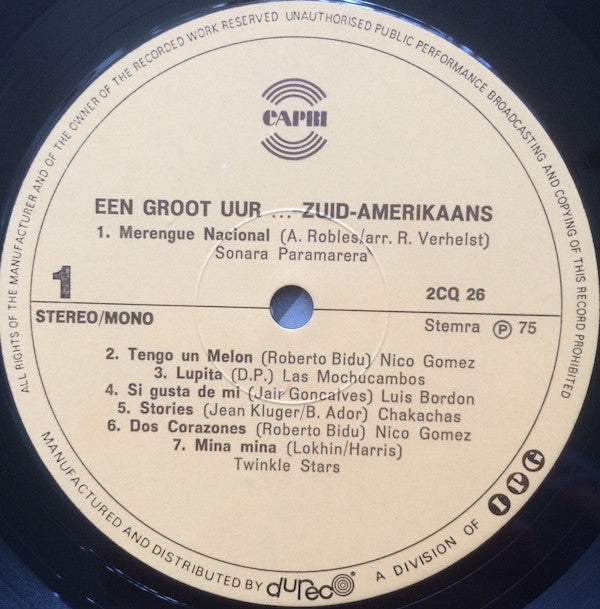 ALL RIGHTS OF THE MANUFACTURER AND OF THE OWNER OF THE RECORDED WORK RESERVED UNAUTHORISED PUBLIC PERFORMANCE BROADCASTING AND COPYING OF THIS RECORD PROHIBITED
CAPRI
EEN GROOT UUR ... ZUID-AMERIKAANS
1. Merengue Nacional (A. Robles/arr. R. Verhelst)
Sonara Paramarera
1
2CQ 26
STEREO/MONO
Stemra Ⓟ 75
2. Tengo un Melon (Roberto Bidu) Nico Gomez
3. Lupita (D.P.) Las Mochucambos
4. Si gusta de mi (Jair Goncalves) Luis Bordon
5. Stories (Jean Kluger/B. Ador) Chakachas
6. Dos Corazones (Roberto Bidu) Nico Gomez
7. Mina mina (Lokhin/Harris)
Twinkle Stars
MANUFACTURED AND DISTRIBUTED BY dureco® A DIVISION OF IPG